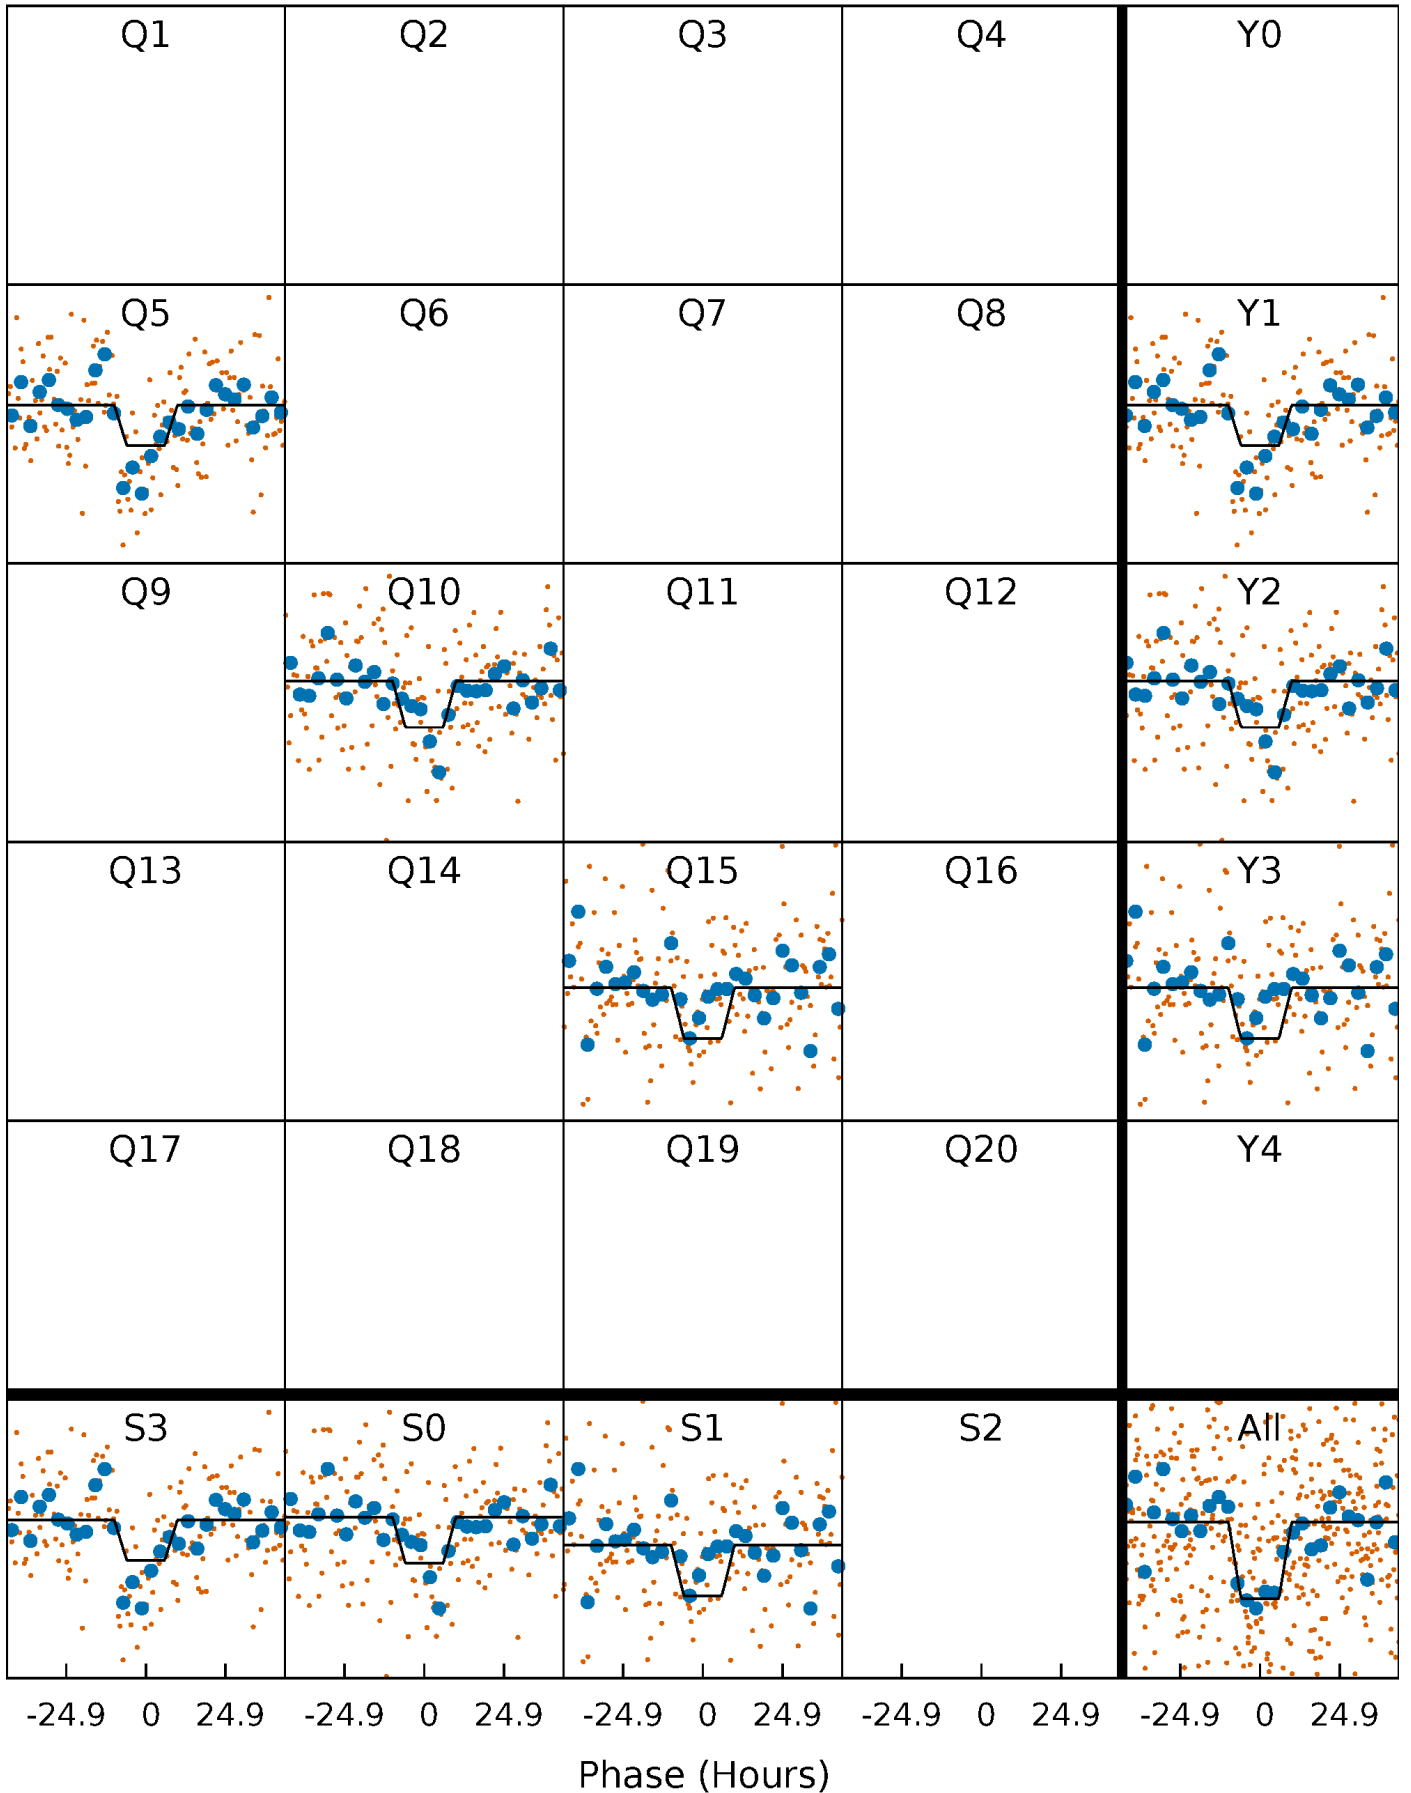 Q1 Q2 Q3 Q4 Y0
Q5 Q6 Q7 Q8 Y1
Q9 Q10 Q11 Q12 Y2
Q13 Q14 Q15 Q16 Y3
Q17 Q18 Q19 Q20 Y4
S3 S0 S1 S2 All
-24.9 0 24.9 -24.9 0 24.9 -24.9 0 24.9 -24.9 0 24.9 -24.9 0 24.9
Phase (Hours)